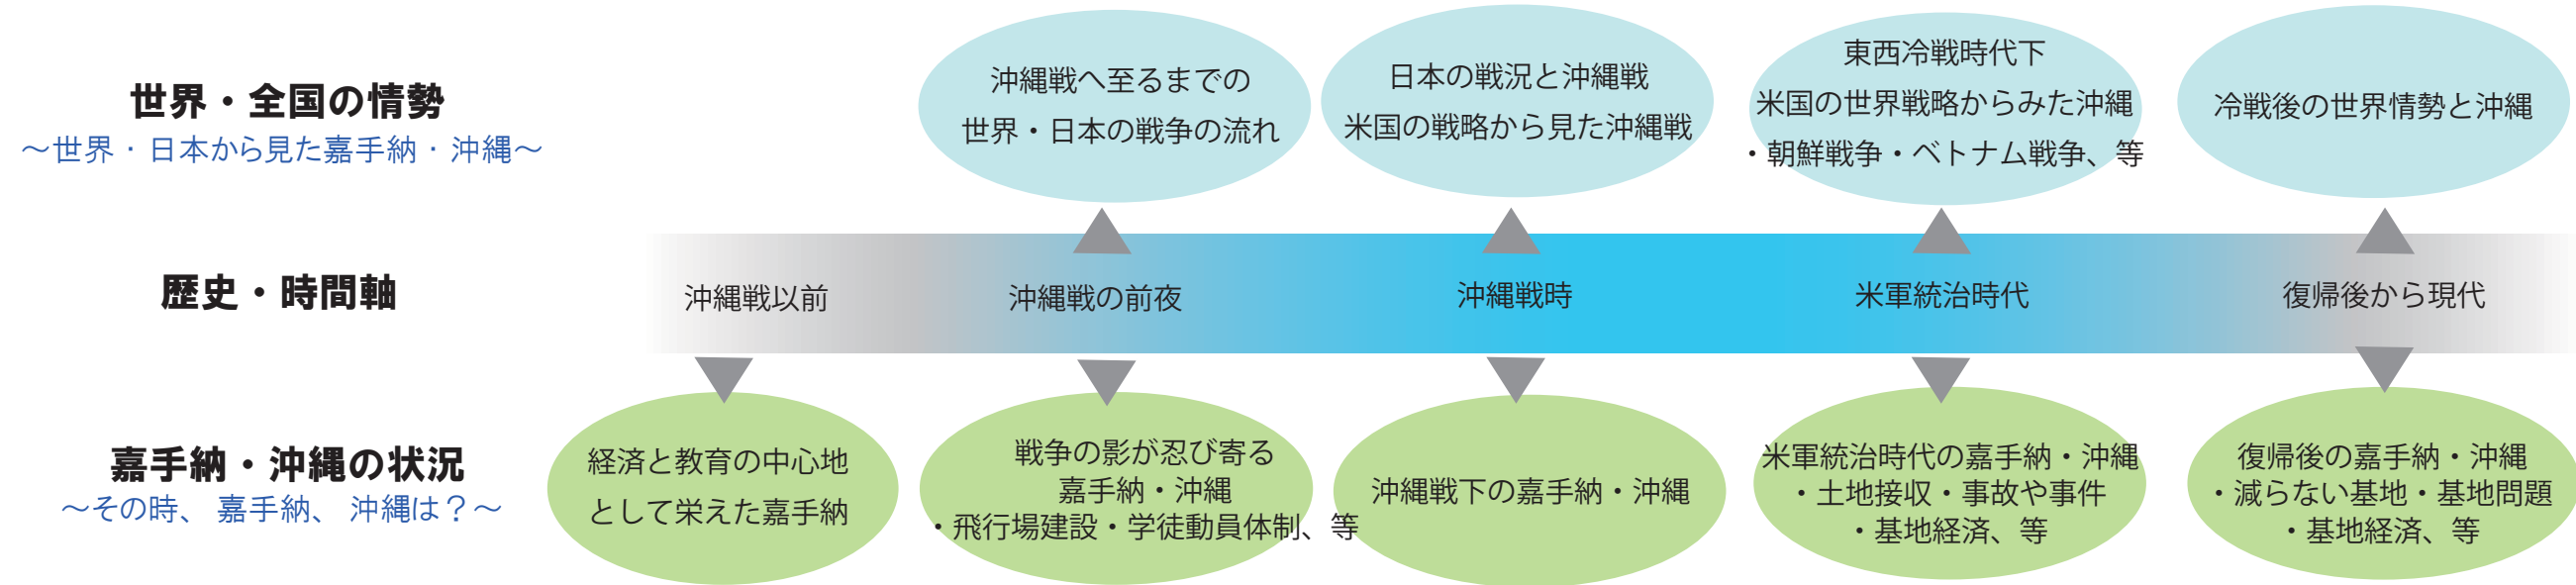 世界・全国の情勢
～世界・日本から見た嘉手納・沖縄～
沖縄戦へ至るまでの
世界・日本の戦争の流れ
日本の戦況と沖縄戦
米国の戦略から見た沖縄戦
東西冷戦時代下
米国の世界戦略からみた沖縄
・朝鮮戦争・ベトナム戦争、等
冷戦後の世界情勢と沖縄
歴史・時間軸
沖縄戦以前
沖縄戦の前夜
沖縄戦時
米軍統治時代
復帰後から現代
嘉手納・沖縄の状況
～その時、嘉手納、沖縄は？～
経済と教育の中心地
として栄えた嘉手納
戦争の影が忍び寄る
嘉手納・沖縄
・飛行場建設・学徒動員体制、等
沖縄戦下の嘉手納・沖縄
米軍統治時代の嘉手納・沖縄
・土地接収・事故や事件
・基地経済、等
復帰後の嘉手納・沖縄
・減らない基地・基地問題
・基地経済、等